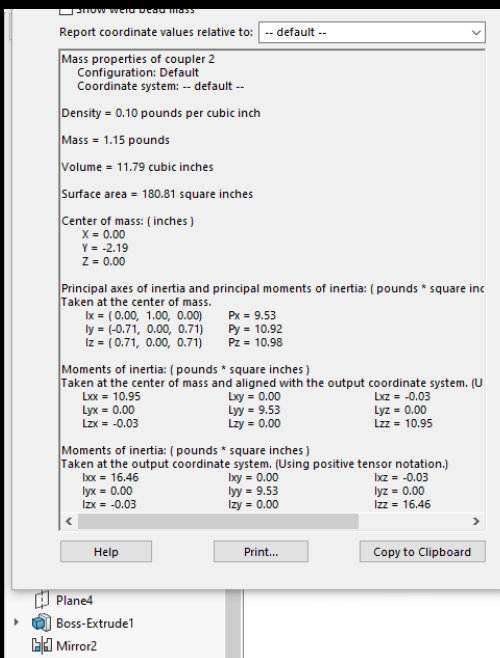 Show weld bead mass
Report coordinate values relative to: -- default --
Mass properties of coupler 2
Configuration: Default
Coordinate system: -- default --
Density = 0.10 pounds per cubic inch
Mass = 1.15 pounds
Volume = 11.79 cubic inches
Surface area = 180.81 square inches
Center of mass: ( inches )
X = 0.00
Y = -2.19
Z = 0.00
Principal axes of inertia and principal moments of inertia: ( pounds * square inc
Taken at the center of mass.
Ix = ( 0.00, 1.00, 0.00) Px = 9.53
Iy = (-0.71, 0.00, 0.71) Py = 10.92
Iz = ( 0.71, 0.00, 0.71) Pz = 10.98
Moments of inertia: ( pounds * square inches )
Taken at the center of mass and aligned with the output coordinate system. (U
Lxx = 10.95 Lxy = 0.00 Lxz = -0.03
Lyx = 0.00 Lyy = 9.53 Lyz = 0.00
Lzx = -0.03 Lzy = 0.00 Lzz = 10.95
Moments of inertia: ( pounds * square inches )
Taken at the output coordinate system. (Using positive tensor notation.)
Ixx = 16.46 Ixy = 0.00 Ixz = -0.03
Iyx = 0.00 Iyy = 9.53 Iyz = 0.00
Izx = -0.03 Izy = 0.00 Izz = 16.46
Help Print... Copy to Clipboard
Plane4
Boss-Extrude1
Mirror2